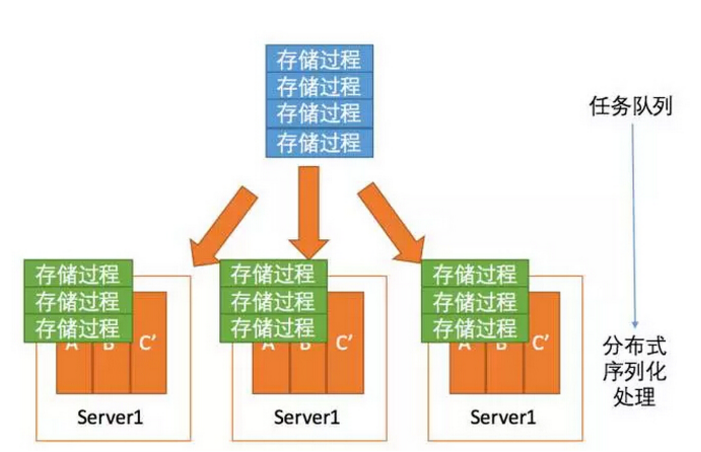 存储过程
存储过程
存储过程
存储过程
任务队列
存储过程
存储过程
存储过程
A B C’
Server1
存储过程
存储过程
存储过程
A B C’
Server1
存储过程
存储过程
存储过程
A B C’
Server1
分布式
序列化
处理